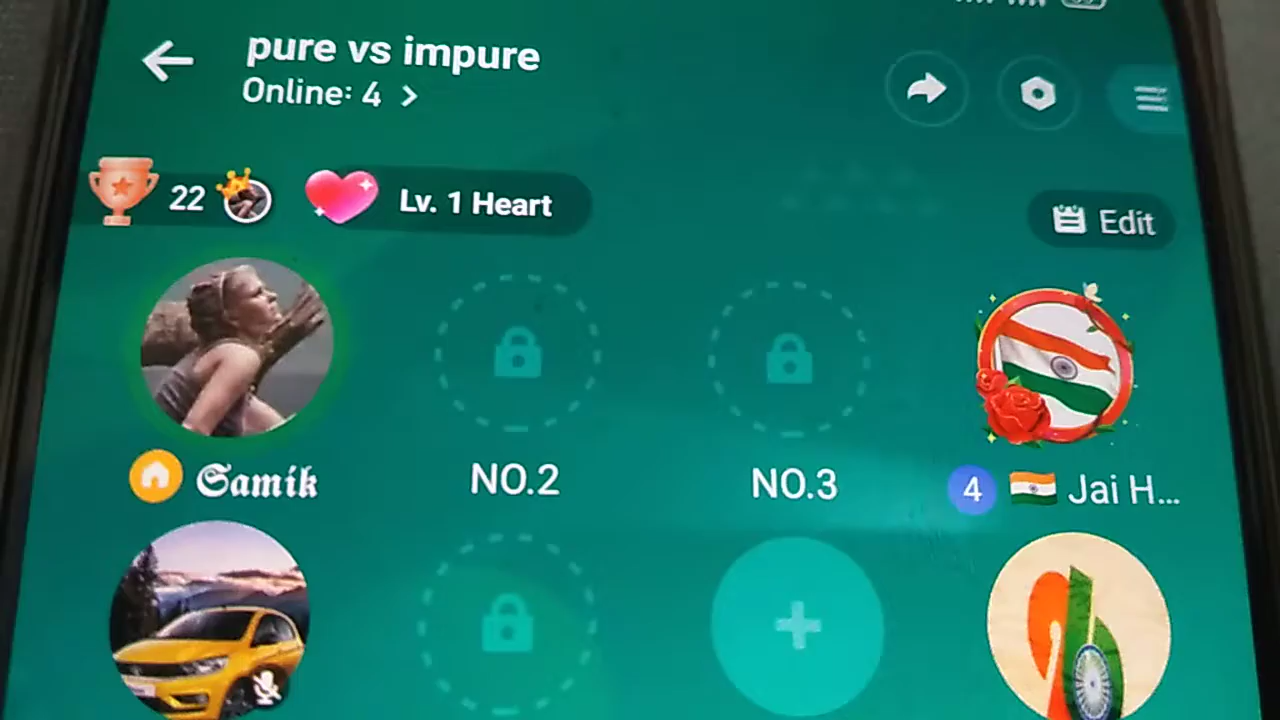 pure vs impure
Online: 4 >
22
Lv. 1 Heart
Edit
𝕾𝖆𝖒𝖎𝖐
NO.2
NO.3
4 🇮🇳 Jai H...